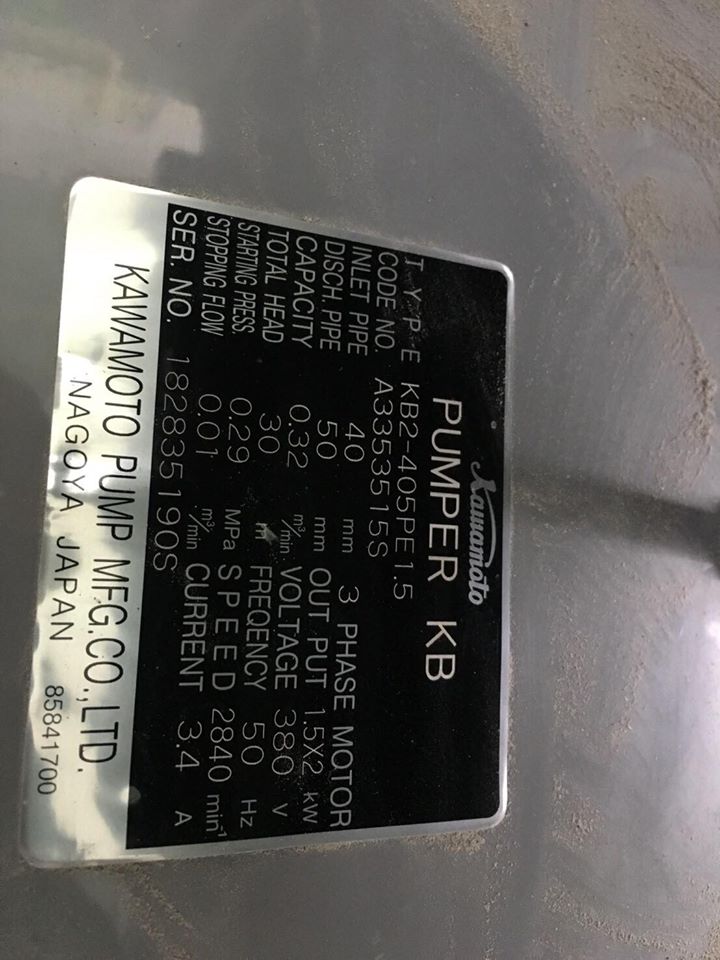 Kawamoto
PUMPER KB
TYPE KB2-405PE1.5
CODE NO. A3353515S
INLET PIPE 40 mm 3 PHASE MOTOR
DISCH. PIPE 50 mm OUT PUT 1.5X2 kW
CAPACITY 0.32 m³/min VOLTAGE 380 V
TOTAL HEAD 30 m FREQENCY 50 Hz
STARTING PRESS. 0.29 MPa SPEED 2840 min-1
STOPPING FLOW 0.01 m³/min CURRENT 3.4 A
SER. NO. 182835190S
KAWAMOTO PUMP MFG.CO.,LTD.
NAGOYA JAPAN 85841700